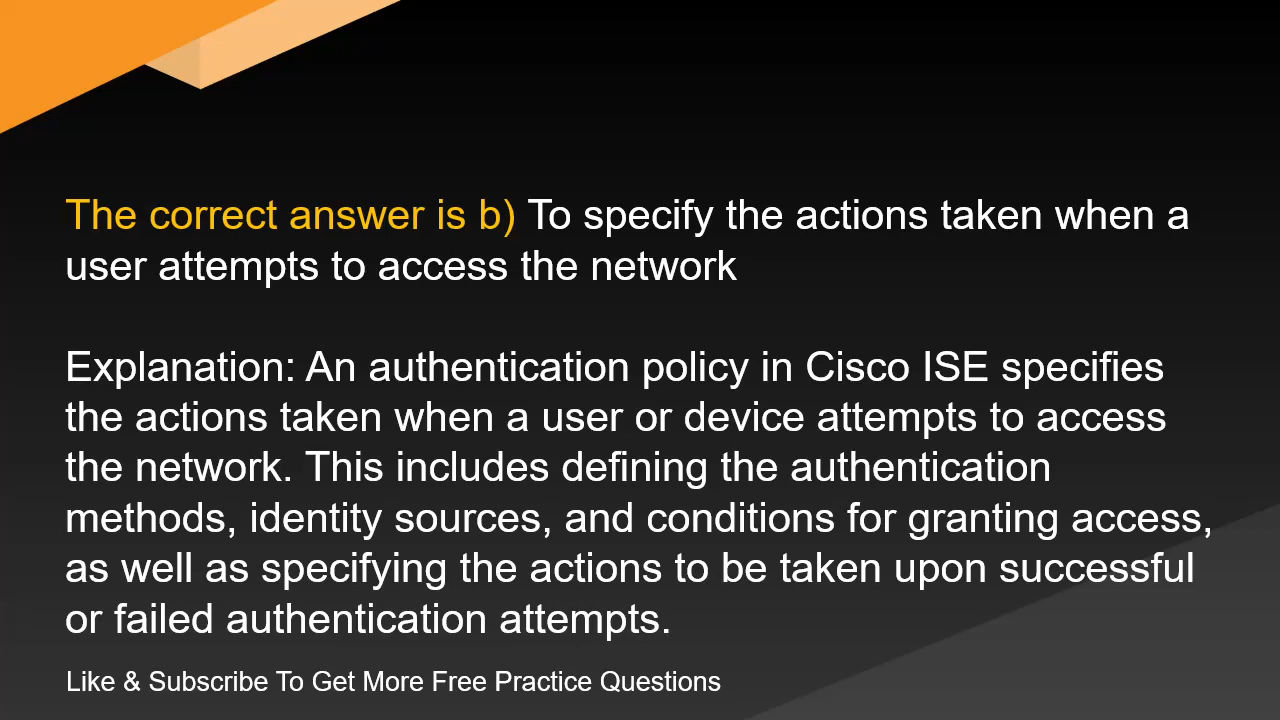 The correct answer is b) To specify the actions taken when a
user attempts to access the network
Explanation: An authentication policy in Cisco ISE specifies
the actions taken when a user or device attempts to access
the network. This includes defining the authentication
methods, identity sources, and conditions for granting access,
as well as specifying the actions to be taken upon successful
or failed authentication attempts.
Like & Subscribe To Get More Free Practice Questions